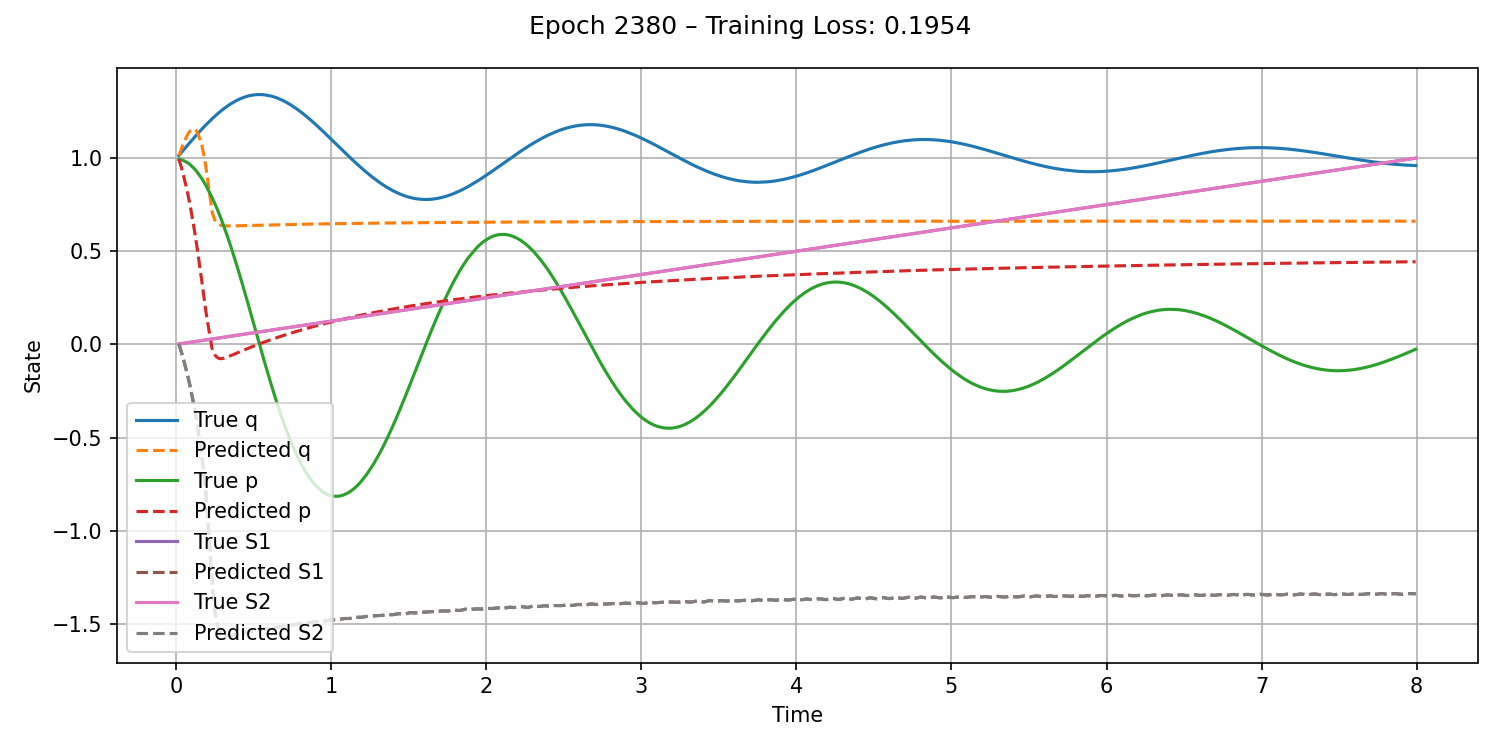 Epoch 2380 – Training Loss: 0.1954
State
1.0
0.5
0.0
−0.5
−1.0
−1.5
True q
Predicted q
True p
Predicted p
True S1
Predicted S1
True S2
Predicted S2
0 1 2 3 4 5 6 7 8
Time